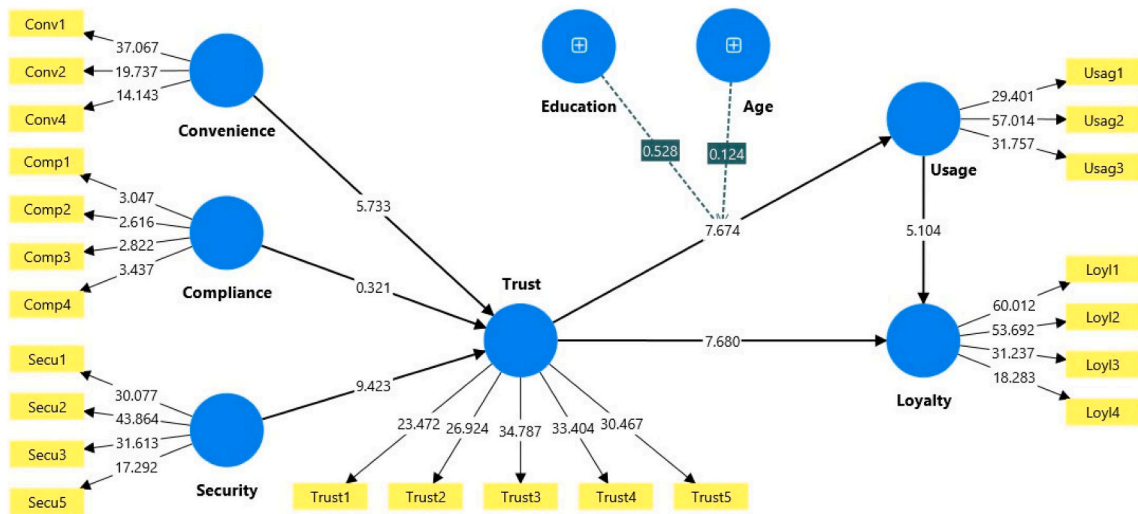 Conv1
37.067
Conv2
19.737
Conv4
14.143
Convenience
Comp1
3.047
Comp2
2.616
Comp3
2.822
Comp4
3.437
Compliance
Secu1
30.077
Secu2
43.864
Secu3
31.613
Secu5
17.292
Security
5.733
0.321
9.423
Trust
23.472
26.924
34.787
33.404
30.467
Trust1
Trust2
Trust3
Trust4
Trust5
Education
Age
0.528
0.124
7.674
7.680
Usage
29.401
Usag1
57.014
Usag2
31.757
Usag3
5.104
Loyalty
60.012
Loyl1
53.692
Loyl2
31.237
Loyl3
18.283
Loyl4